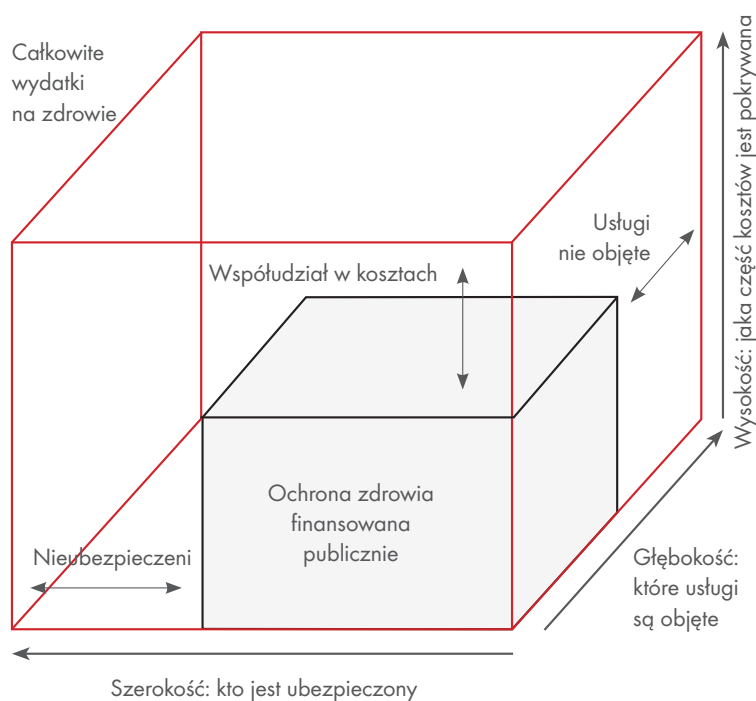 Całkowite
wydatki
na zdrowie
Wysokość: jaka część kosztów jest pokrywana
Usługi
nie objęte
Współudział w kosztach
Ochrona zdrowia
finansowana
publicznie
Nieubezpieczeni
Głębokość:
które usługi
są objęte
Szerokość: kto jest ubezpieczony